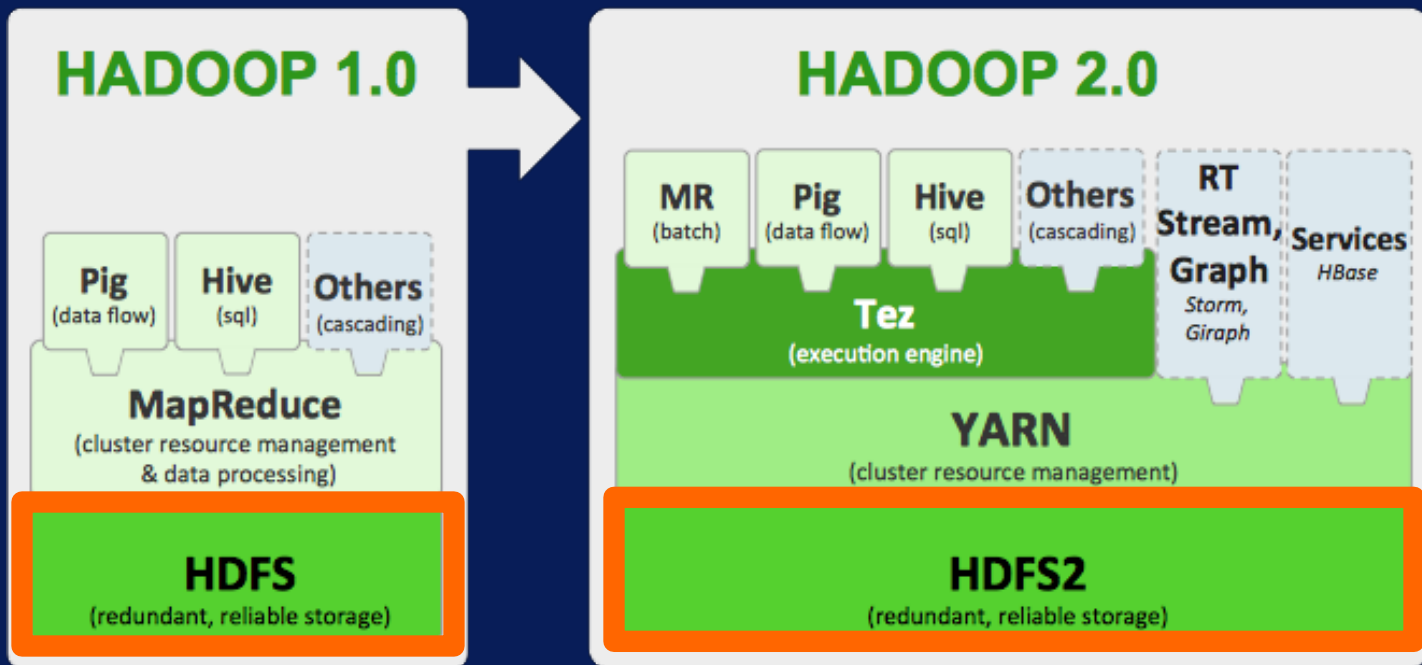 HADOOP 1.0
Pig
(data flow)
Hive
(sql)
Others
(cascading)
MapReduce
(cluster resource management
& data processing)
HDFS
(redundant, reliable storage)
HADOOP 2.0
MR
(batch)
Pig
(data flow)
Hive
(sql)
Others
(cascading)
RT
Stream,
Graph
Storm,
Giraph
Services
HBase
Tez
(execution engine)
YARN
(cluster resource management)
HDFS2
(redundant, reliable storage)